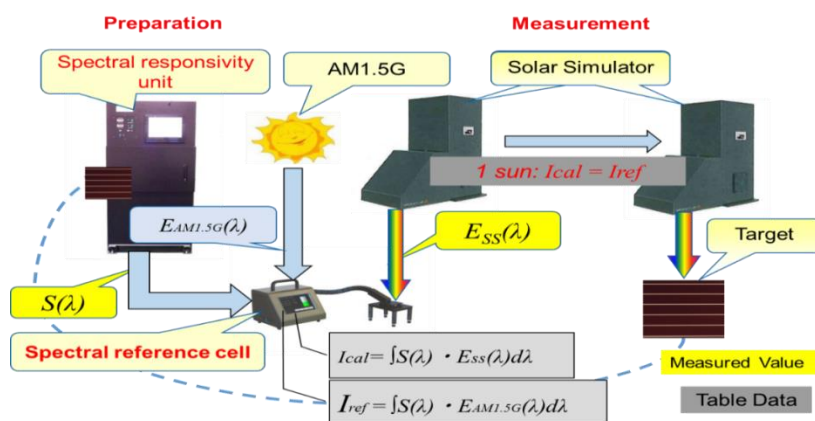 Preparation
Measurement
Spectral responsivity
unit
AM1.5G
Solar Simulator
1 sun: Ical = Iref
EAM1.5G(λ)
ESS(λ)
Target
S(λ)
Spectral reference cell
Ical= ∫S(λ) ・ Ess(λ)dλ
Iref = ∫S(λ) ・ EAM1.5G(λ)dλ
Measured Value
Table Data